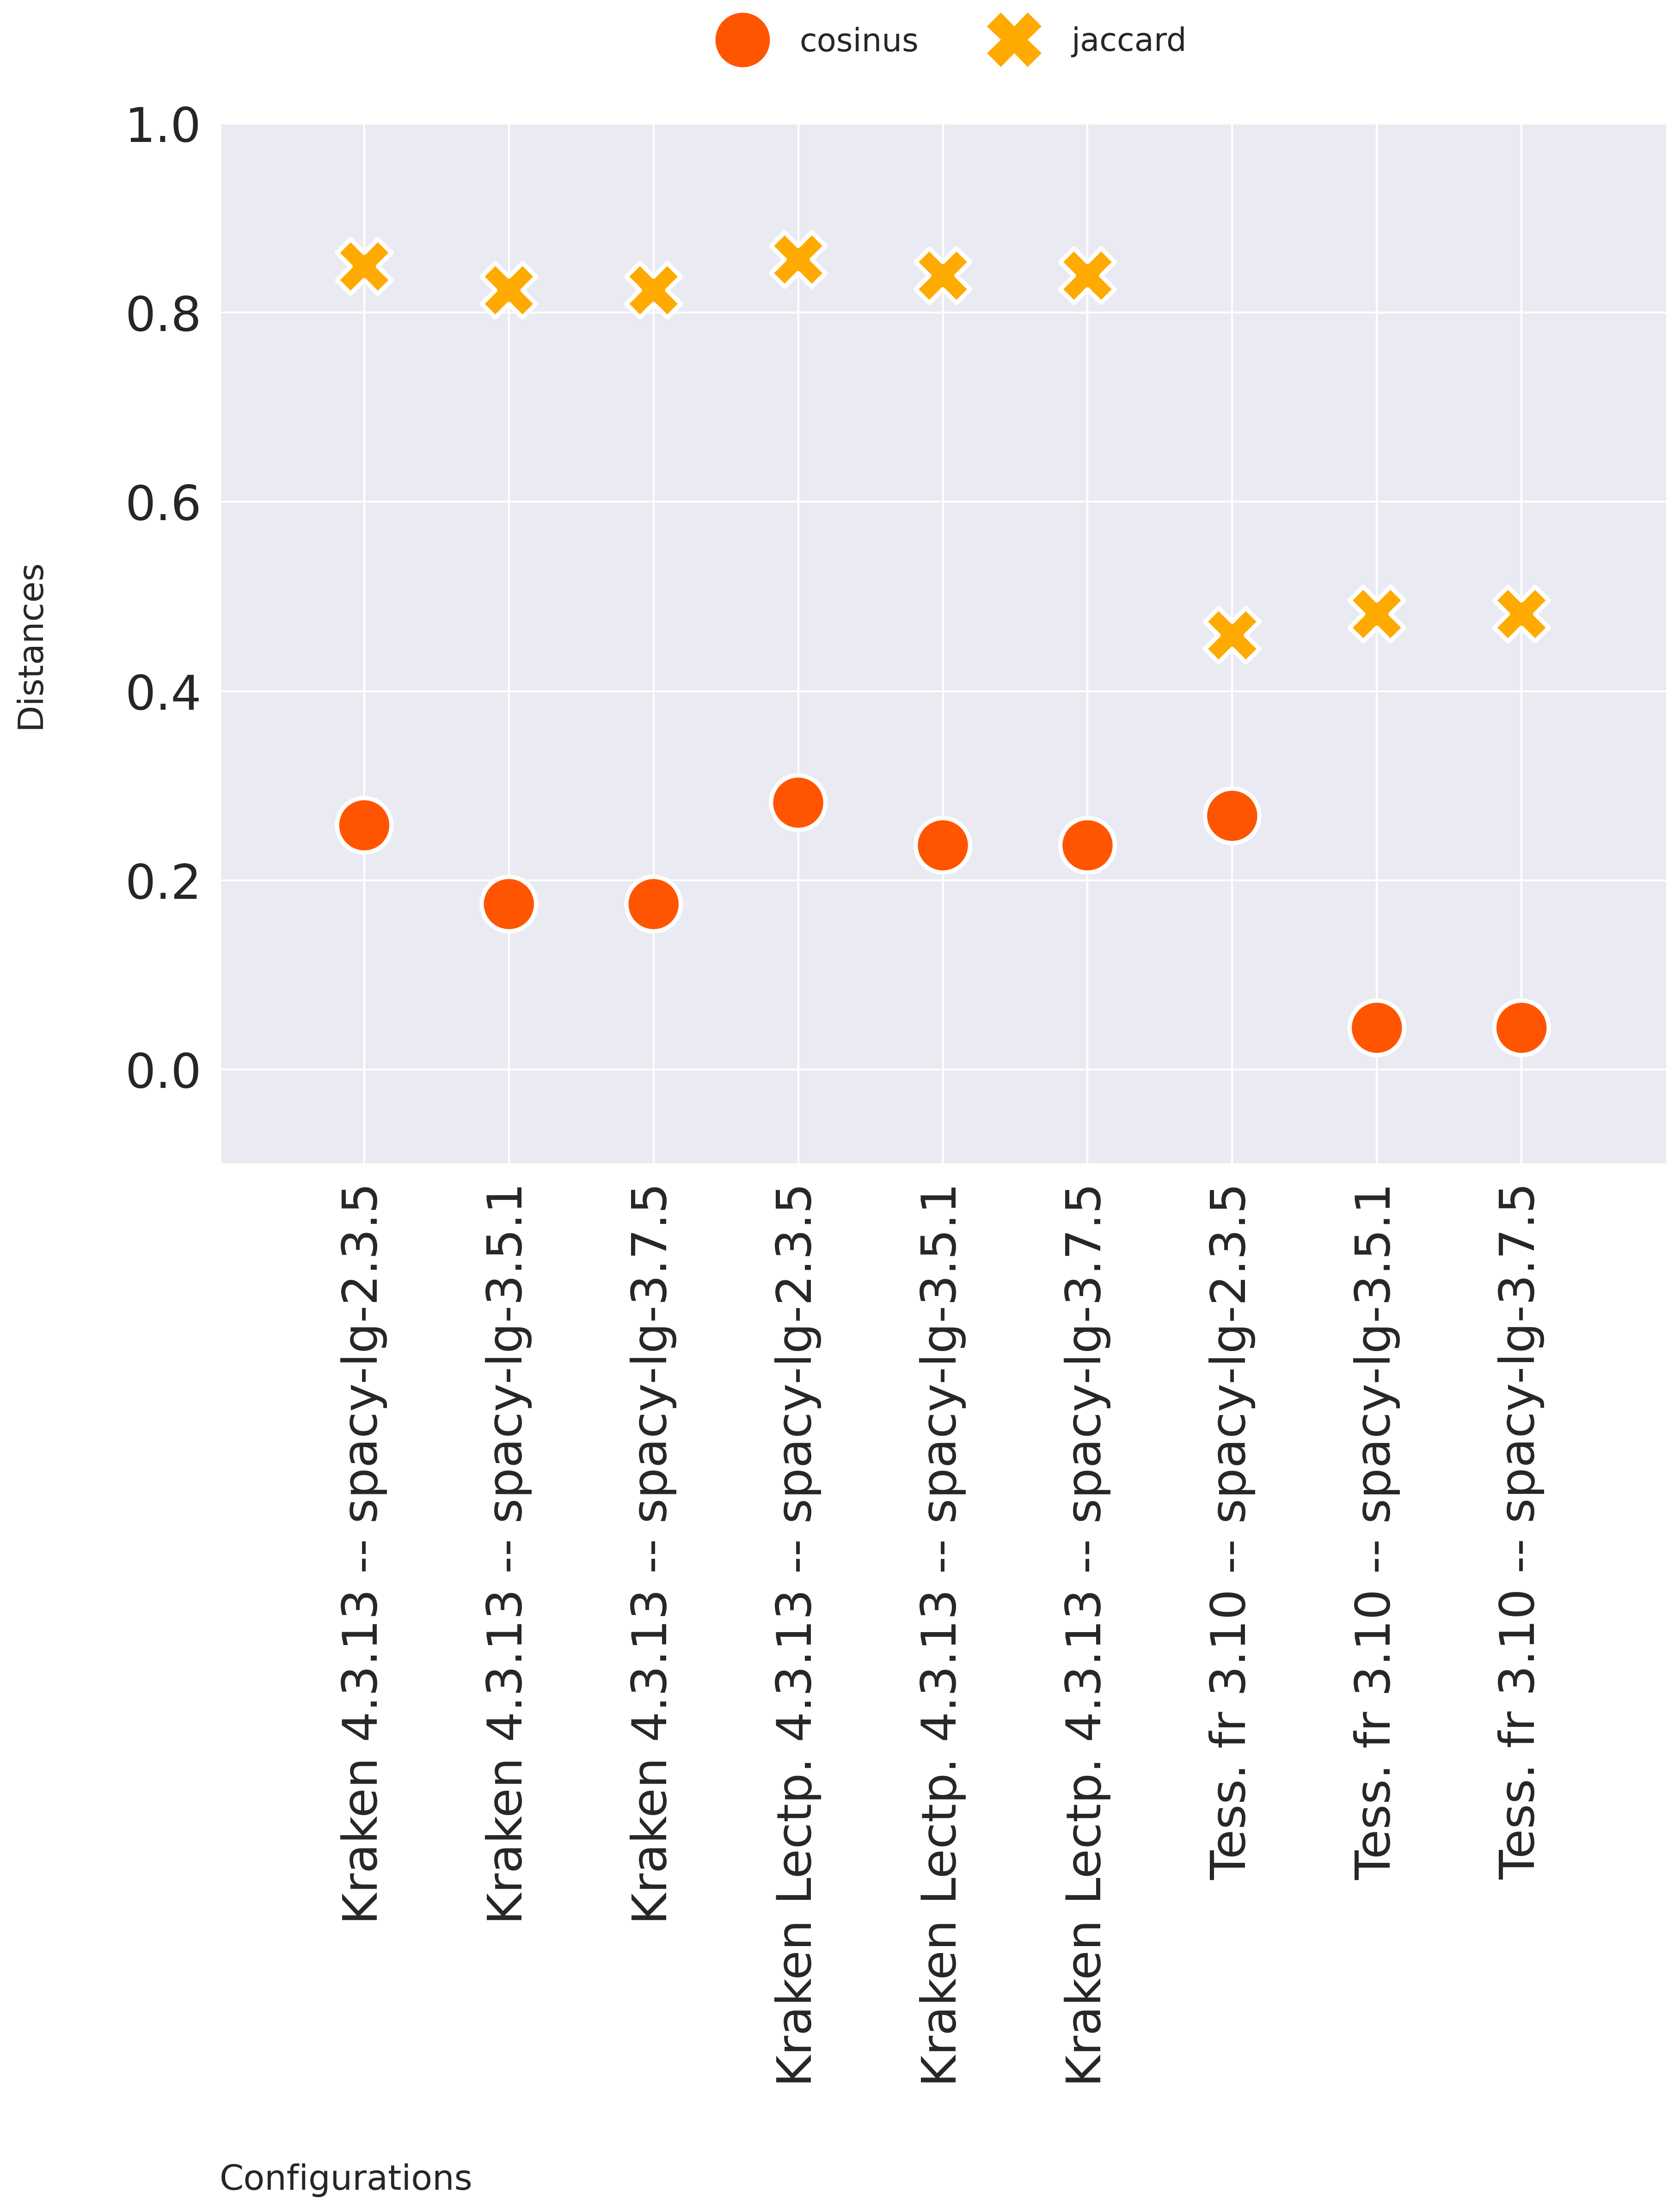 cosinus jaccard
1.0
0.8
0.6
0.4
0.2
0.0
Distances
Kraken 4.3.13 -- spacy-lg-2.3.5
Kraken 4.3.13 -- spacy-lg-3.5.1
Kraken 4.3.13 -- spacy-lg-3.7.5
Kraken Lectp. 4.3.13 -- spacy-lg-2.3.5
Kraken Lectp. 4.3.13 -- spacy-lg-3.5.1
Kraken Lectp. 4.3.13 -- spacy-lg-3.7.5
Tess. fr 3.10 -- spacy-lg-2.3.5
Tess. fr 3.10 -- spacy-lg-3.5.1
Tess. fr 3.10 -- spacy-lg-3.7.5
Configurations